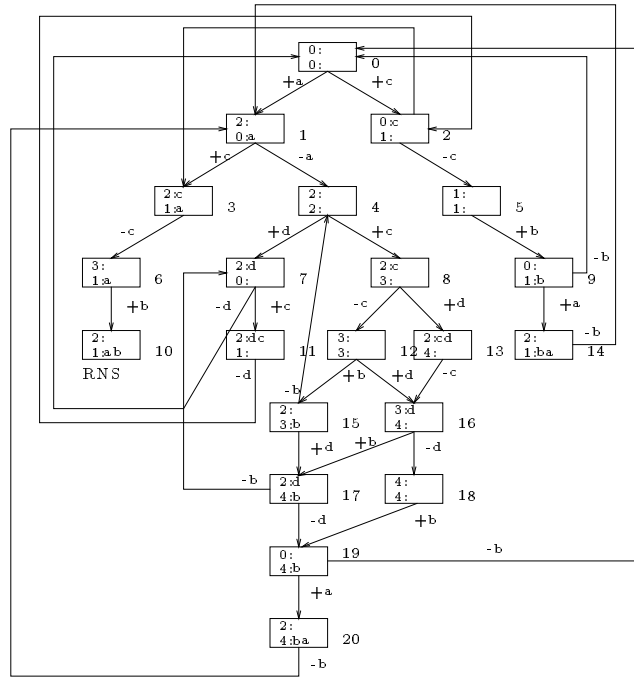 0:
0:
0
+a
+c
2:
0:a
1
0:c
1:
2
+c
-a
-c
2:c
1:a
3
2:
2:
4
1:
1:
5
-c
+d
+c
+b
3:
1:a
6
2:d
0:
7
2:c
3:
8
0:
1:b
9
-b
+b
-d
+c
-c
+d
+a
2:
1:ab
10
RNS
2:dc
1:
11
3:
3:
12
2:cd
4:
13
2:
1:ba
14
-b
-d
-b
+b
+d
-c
2:
3:b
15
3:d
4:
16
+d
+b
-d
-b
2:d
4:b
17
4:
4:
18
-d
+b
0:
4:b
19
-b
+a
2:
4:ba
20
-b